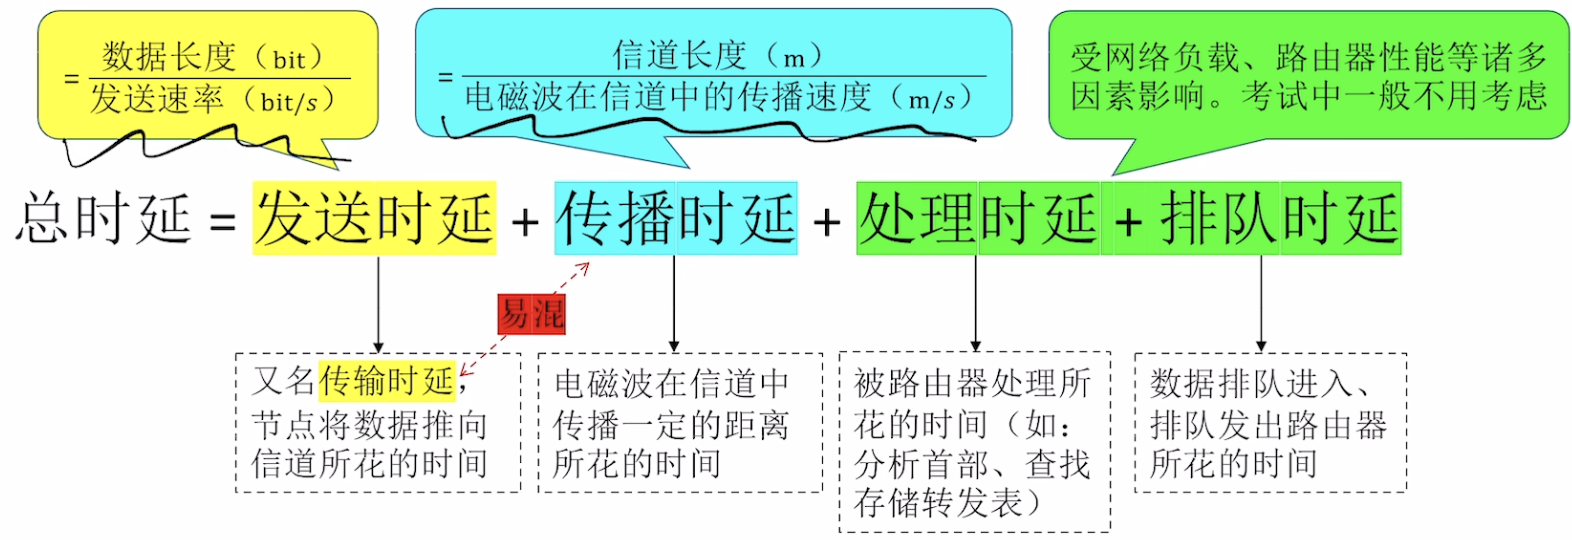 = 数据长度（bit）
发送速率（bit/s）
= 信道长度（m）
电磁波在信道中的传播速度（m/s）
受网络负载、路由器性能等诸多
因素影响。考试中一般不用考虑
总时延 = 发送时延 + 传播时延 + 处理时延 + 排队时延
易混
又名传输时延，
节点将数据推向
信道所花的时间
电磁波在信道中
传播一定的距离
所花的时间
被路由器处理所
花的时间（如：
分析首部、查找
存储转发表）
数据排队进入、
排队发出路由器
所花的时间